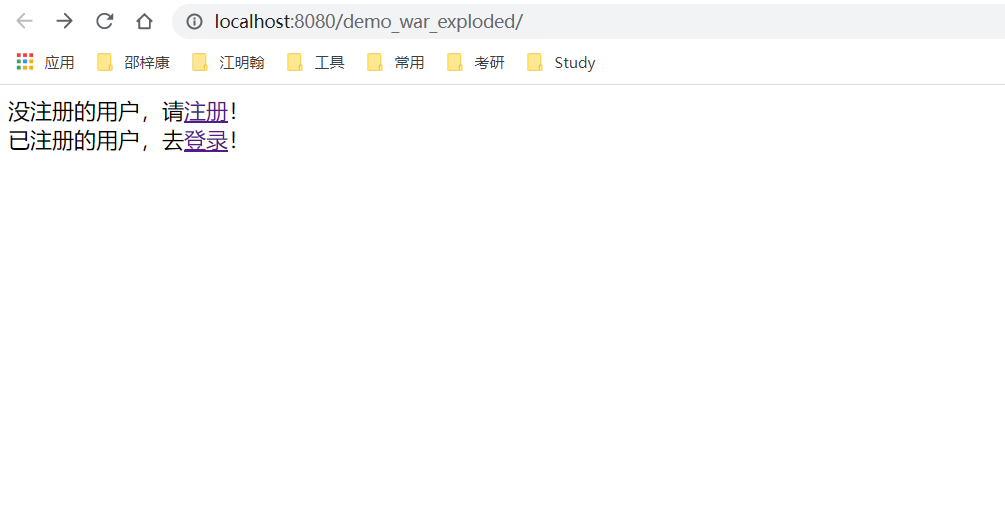 localhost:8080/demo_war_exploded/
应用 邵梓康 江明翰 工具 常用 考研 Study
没注册的用户，请注册！
已注册的用户，去登录！